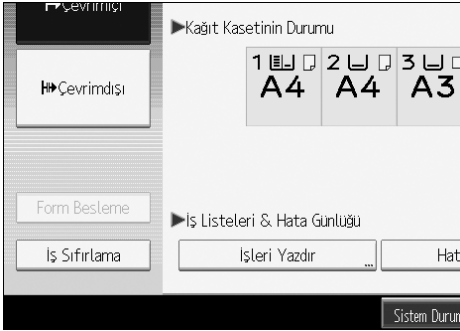 Çevrimiçi
▶Kağıt Kasetinin Durumu
1 2 3
A4 A4 A3
Çevrimdışı
Form Besleme
▶İş Listeleri & Hata Günlüğü
İş Sıfırlama
İşleri Yazdır ...
Hat
Sistem Durum